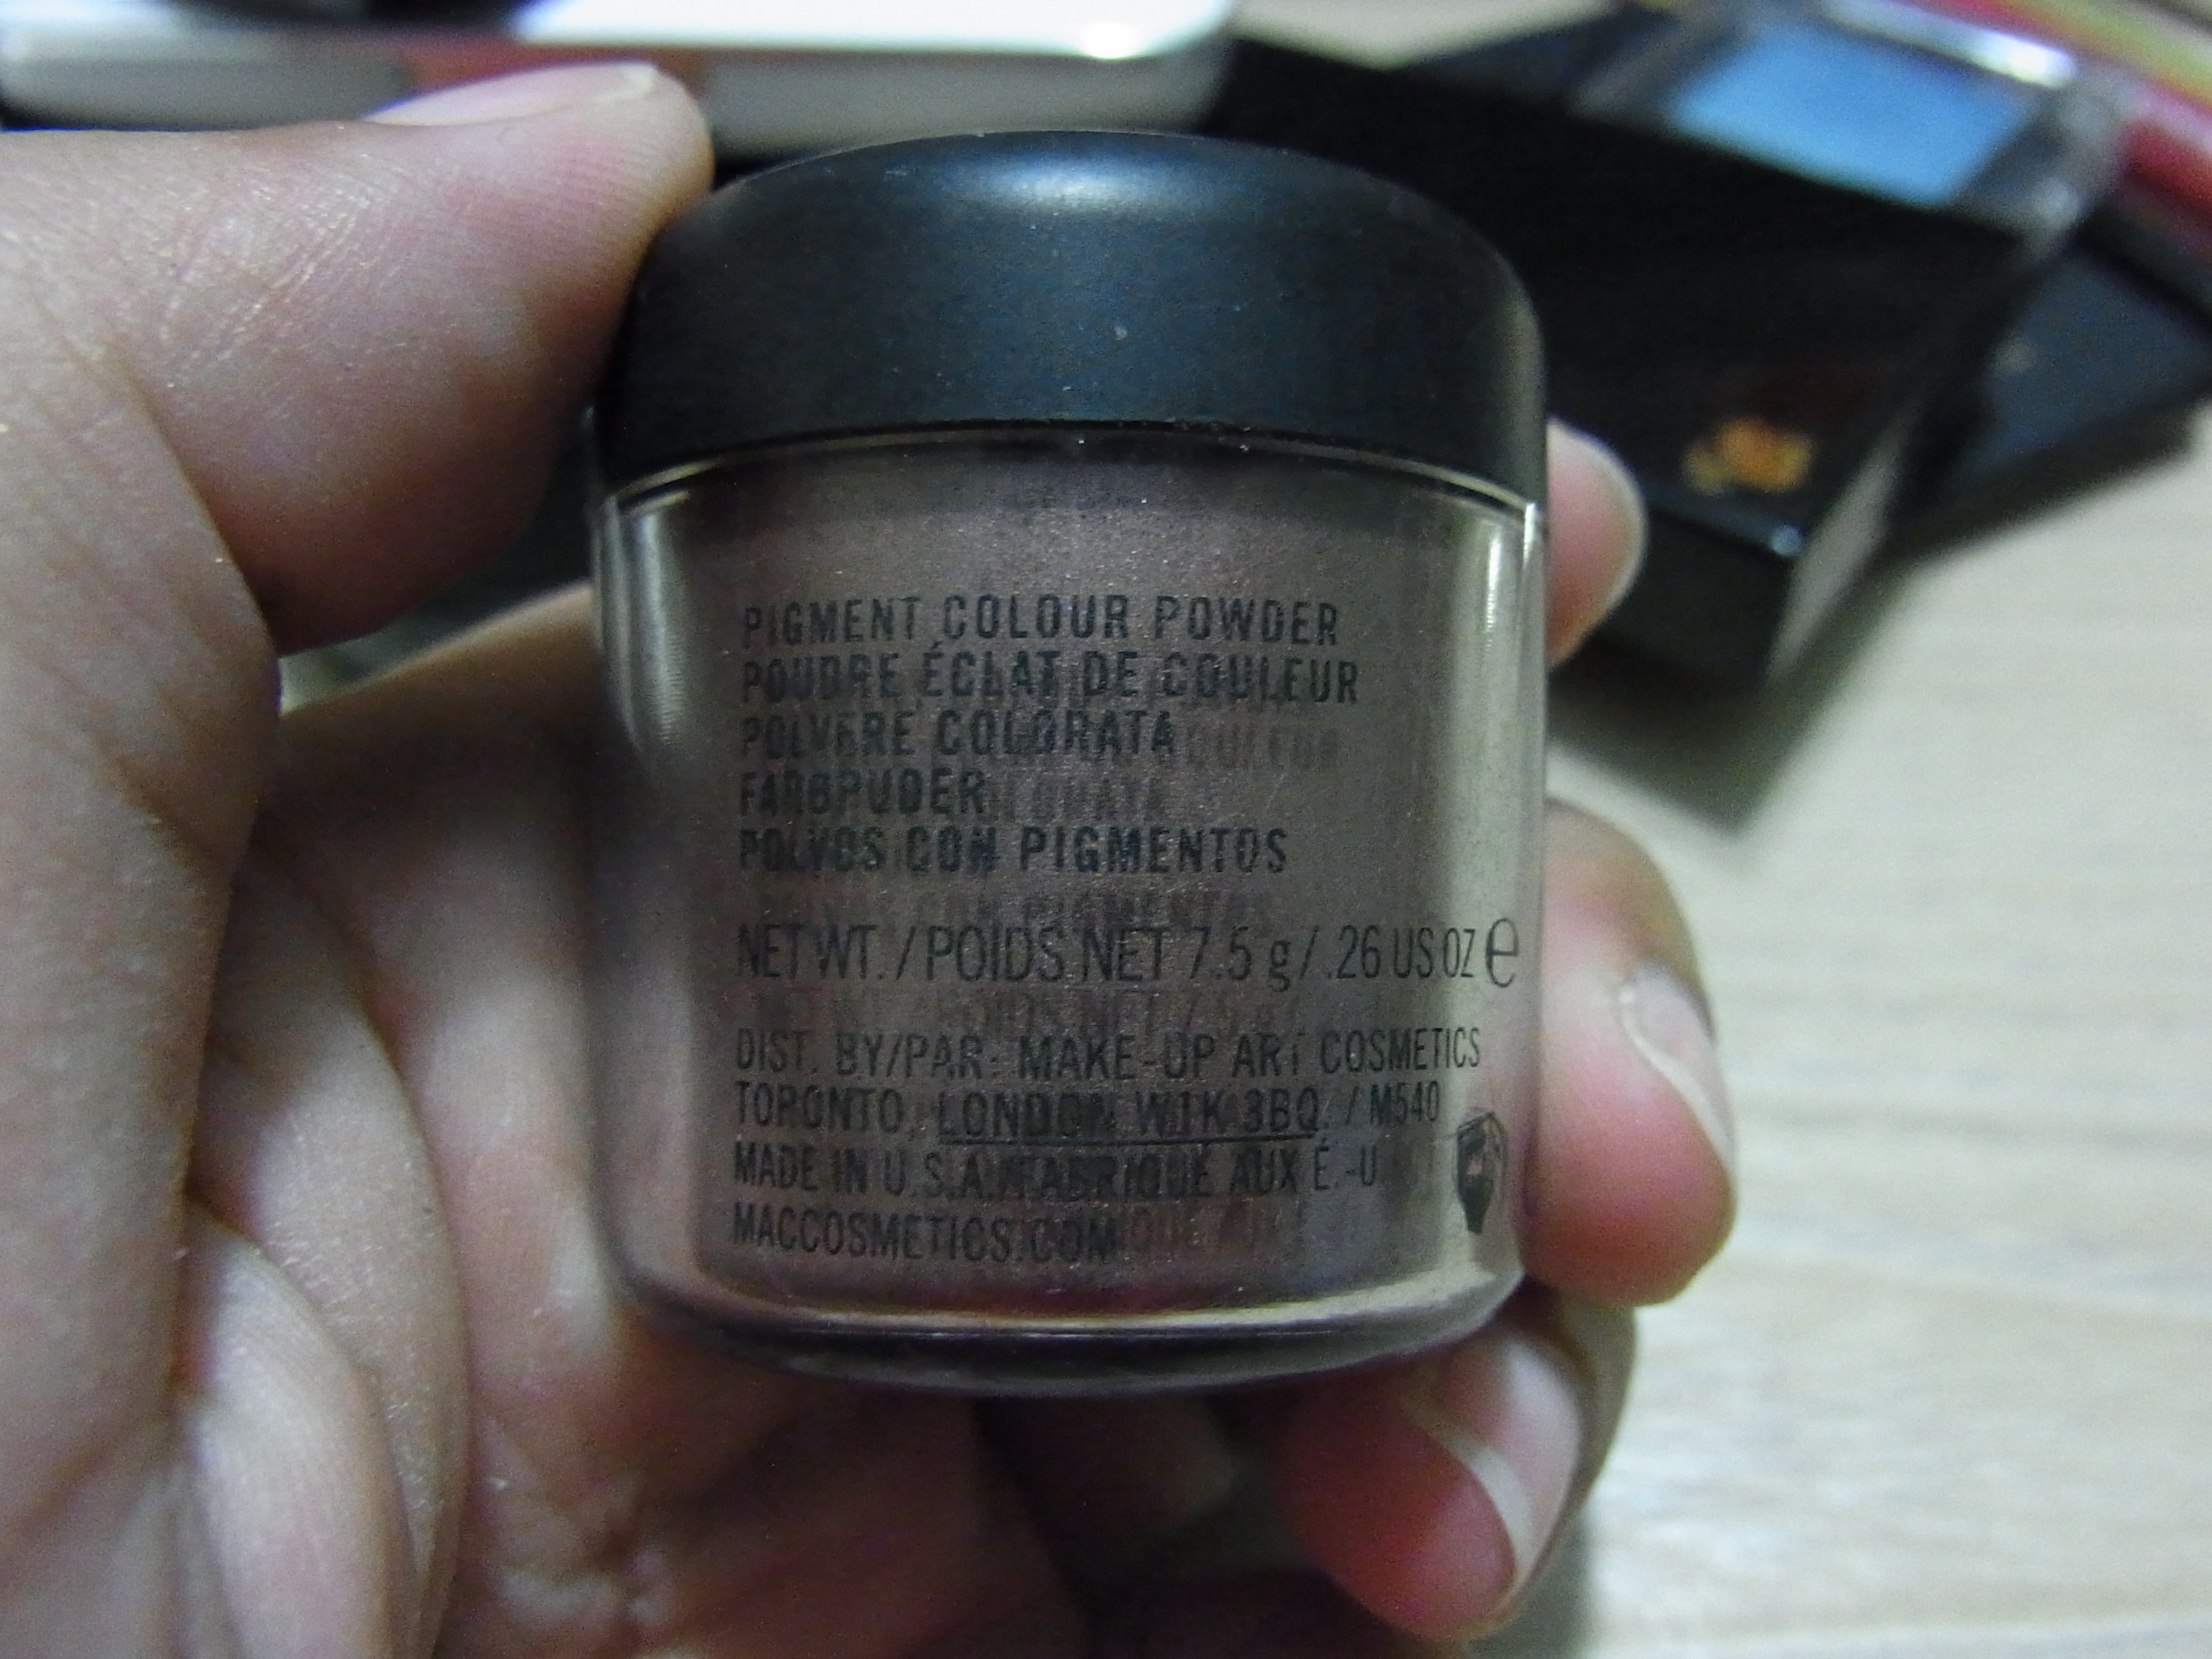 PIGMENT COLOUR POWDER
POUDRE ÉCLAT DE COULEUR
POLVERE COLORATA
FARBPUDER
POLVOS CON PIGMENTOS
NET WT. / POIDS NET 7.5 g / .26 US OZ e
DIST. BY/PAR: MAKE-UP ART COSMETICS
TORONTO, LONDON W1K 3BQ. / M540
MADE IN U.S.A./FABRIQUÉ AUX É.-U
MACCOSMETICS.COM